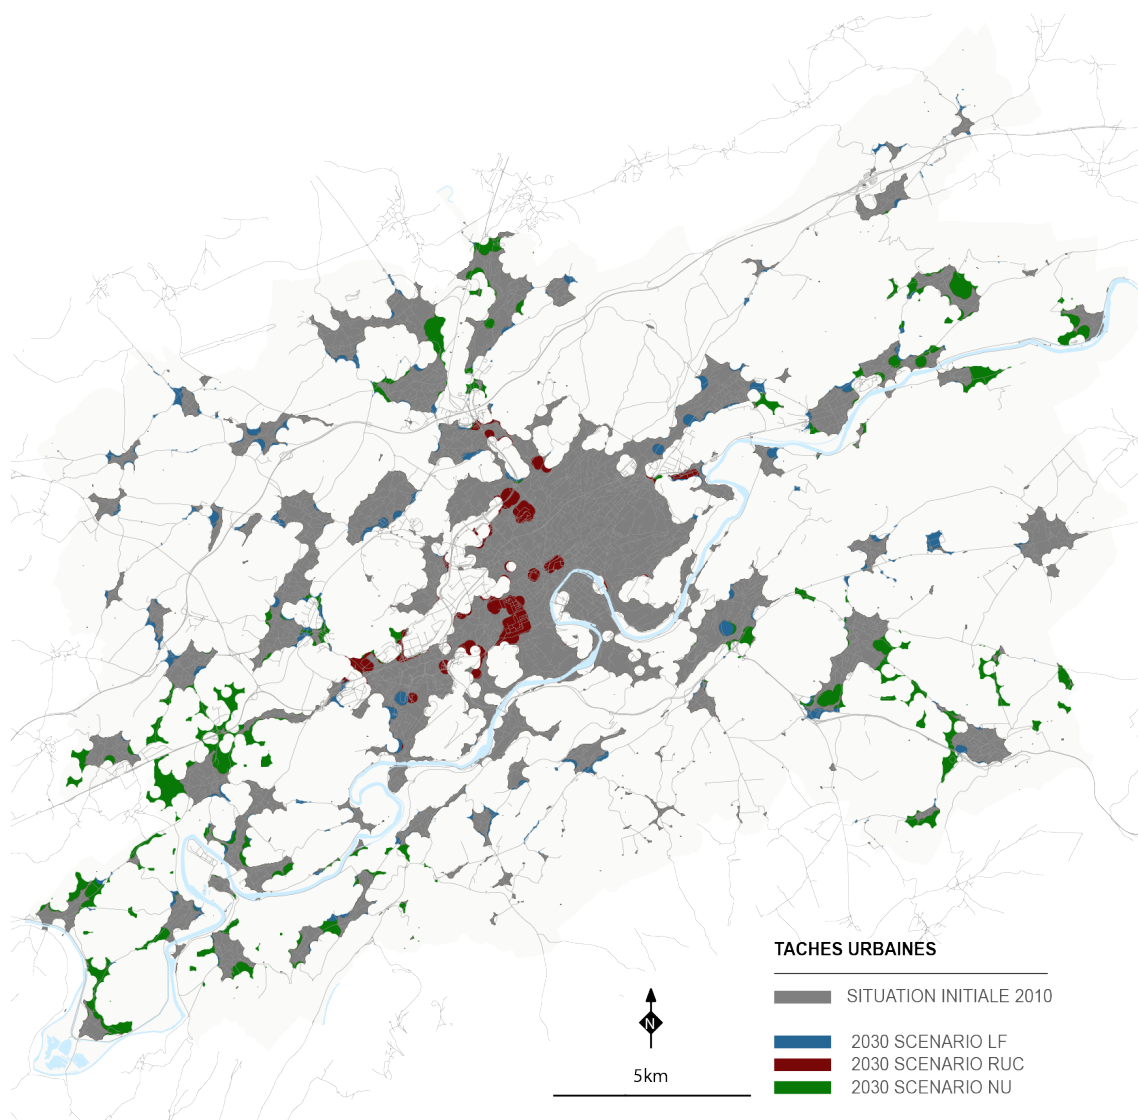 TACHES URBAINES
SITUATION INITIALE 2010
2030 SCENARIO LF
2030 SCENARIO RUC
2030 SCENARIO NU
N
5km